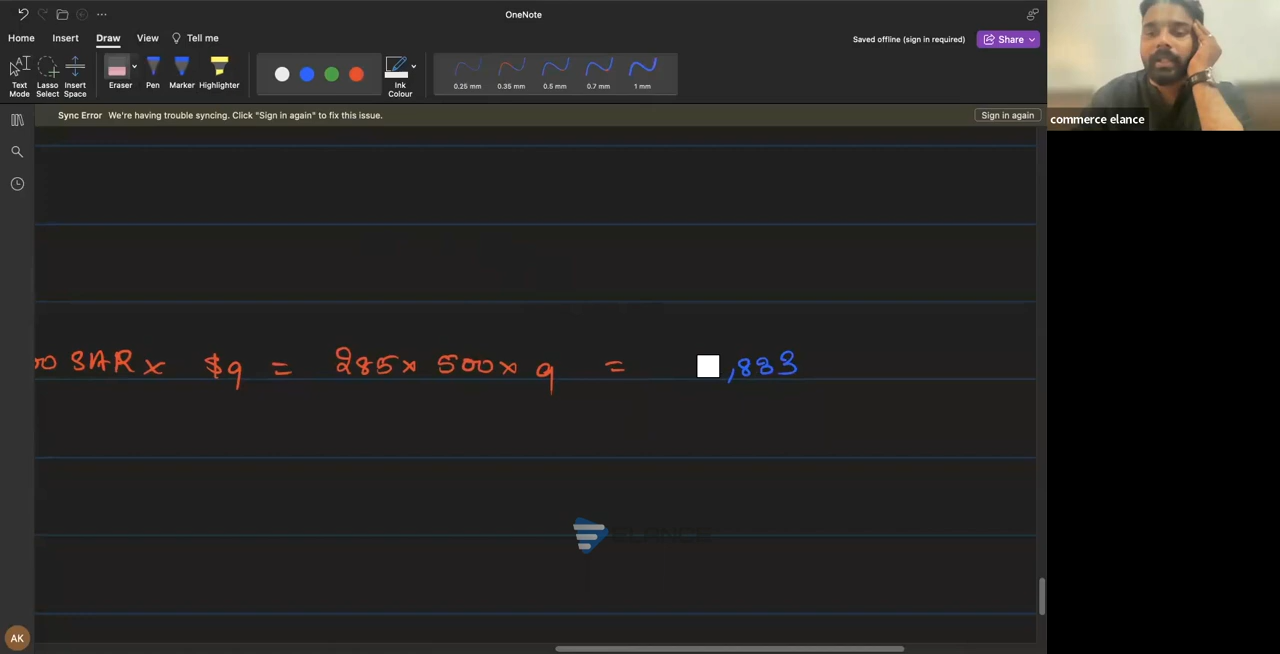 OneNote
Home Insert Draw View Tell me
Saved offline (sign in required) Share
Text Mode
Lasso Select
Insert Space
Eraser
Pen
Marker
Highlighter
Ink Colour
0.25 mm 0.35 mm 0.5 mm 0.7 mm 1 mm
Sync Error We're having trouble syncing. Click "Sign in again" to fix this issue. Sign in again
commerce elance
00 SAR x $9 = 285 x 500 x 9 = ,883
ELANCE
AK